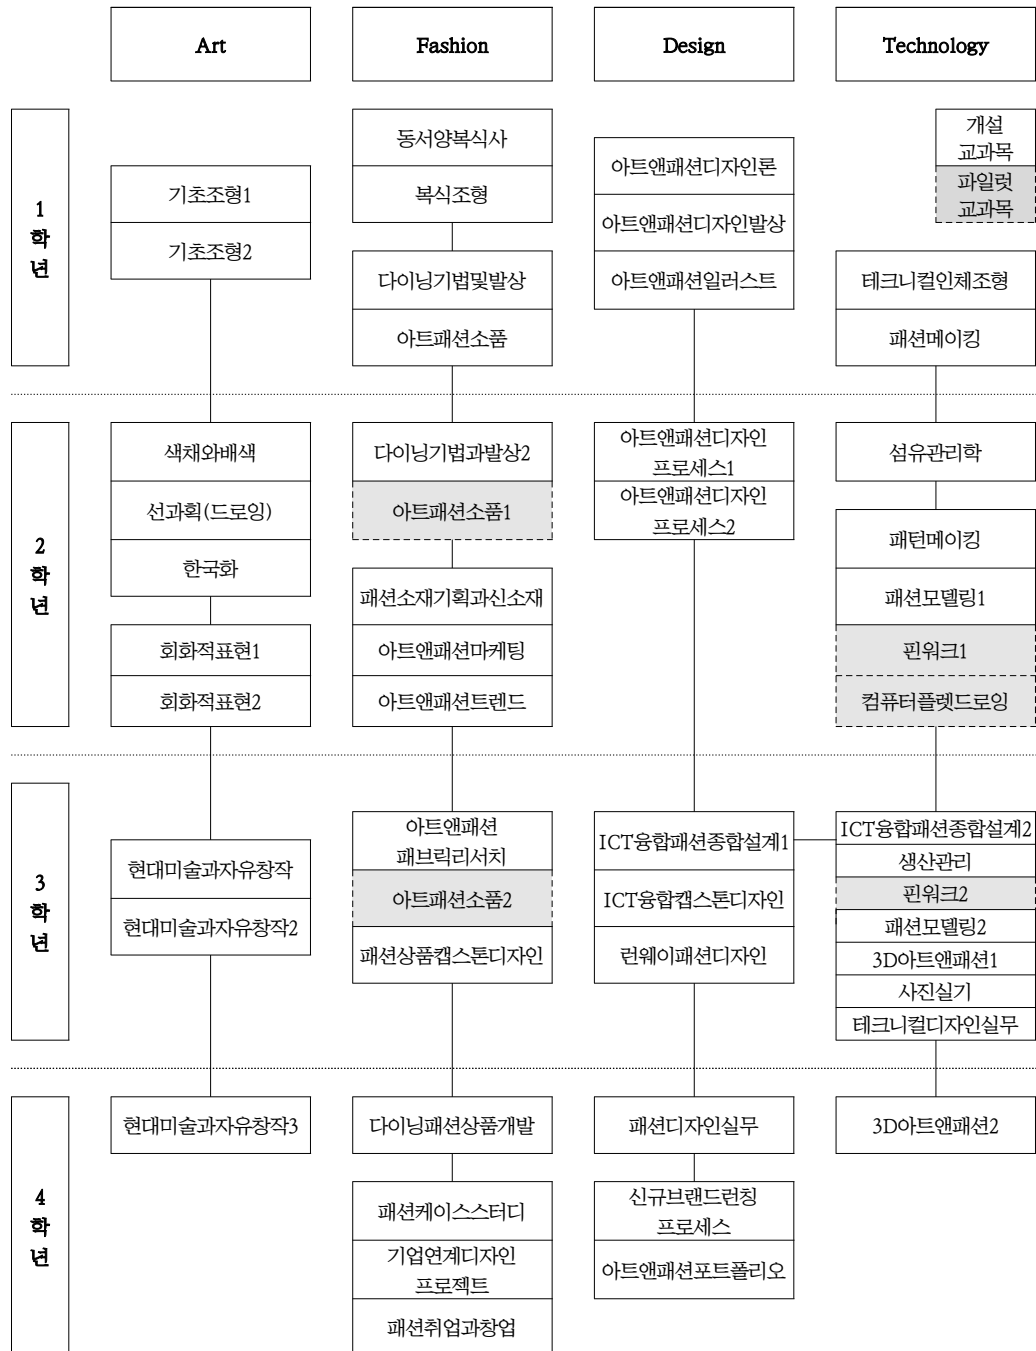 Art
Fashion
Design
Technology
1
학
년
기초조형1
기초조형2
동서양복식사
복식조형
다이닝기법및발상
아트패션소품
아트앤패션디자인론
아트앤패션디자인발상
아트앤패션일러스트
개설
교과목
파일럿
교과목
테크니컬인체조형
패션메이킹
2
학
년
색채와배색
선과획(드로잉)
한국화
회화적표현1
회화적표현2
다이닝기법과발상2
아트패션소품1
패션소재기획과신소재
아트앤패션마케팅
아트앤패션트렌드
아트앤패션디자인
프로세스1
아트앤패션디자인
프로세스2
섬유관리학
패턴메이킹
패션모델링1
핀워크1
컴퓨터플렛드로잉
3
학
년
현대미술과자유창작
현대미술과자유창작2
아트앤패션
패브릭리서치
아트패션소품2
패션상품캡스톤디자인
ICT융합패션종합설계1
ICT융합캡스톤디자인
런웨이패션디자인
ICT융합패션종합설계2
생산관리
핀워크2
패션모델링2
3D아트앤패션1
사진실기
테크니컬디자인실무
4
학
년
현대미술과자유창작3
다이닝패션상품개발
패션케이스스터디
기업연계디자인
프로젝트
패션취업과창업
패션디자인실무
신규브랜드런칭
프로세스
아트앤패션포트폴리오
3D아트앤패션2